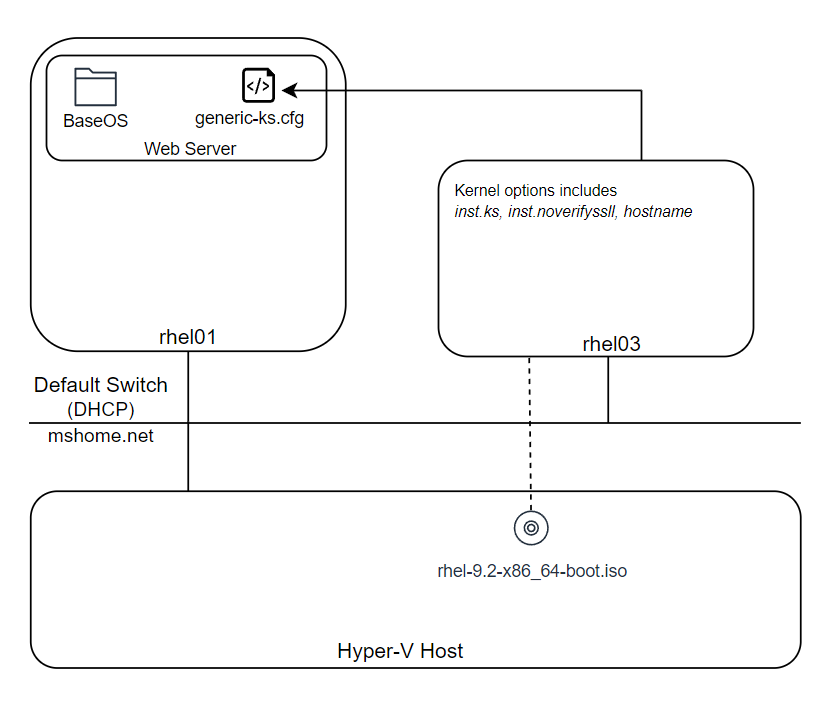 BaseOS
generic-ks.cfg
Web Server
Kernel options includes
inst.ks, inst.noverifyssll, hostname
rhel01
rhel03
Default Switch
(DHCP)
mshome.net
rhel-9.2-x86_64-boot.iso
Hyper-V Host